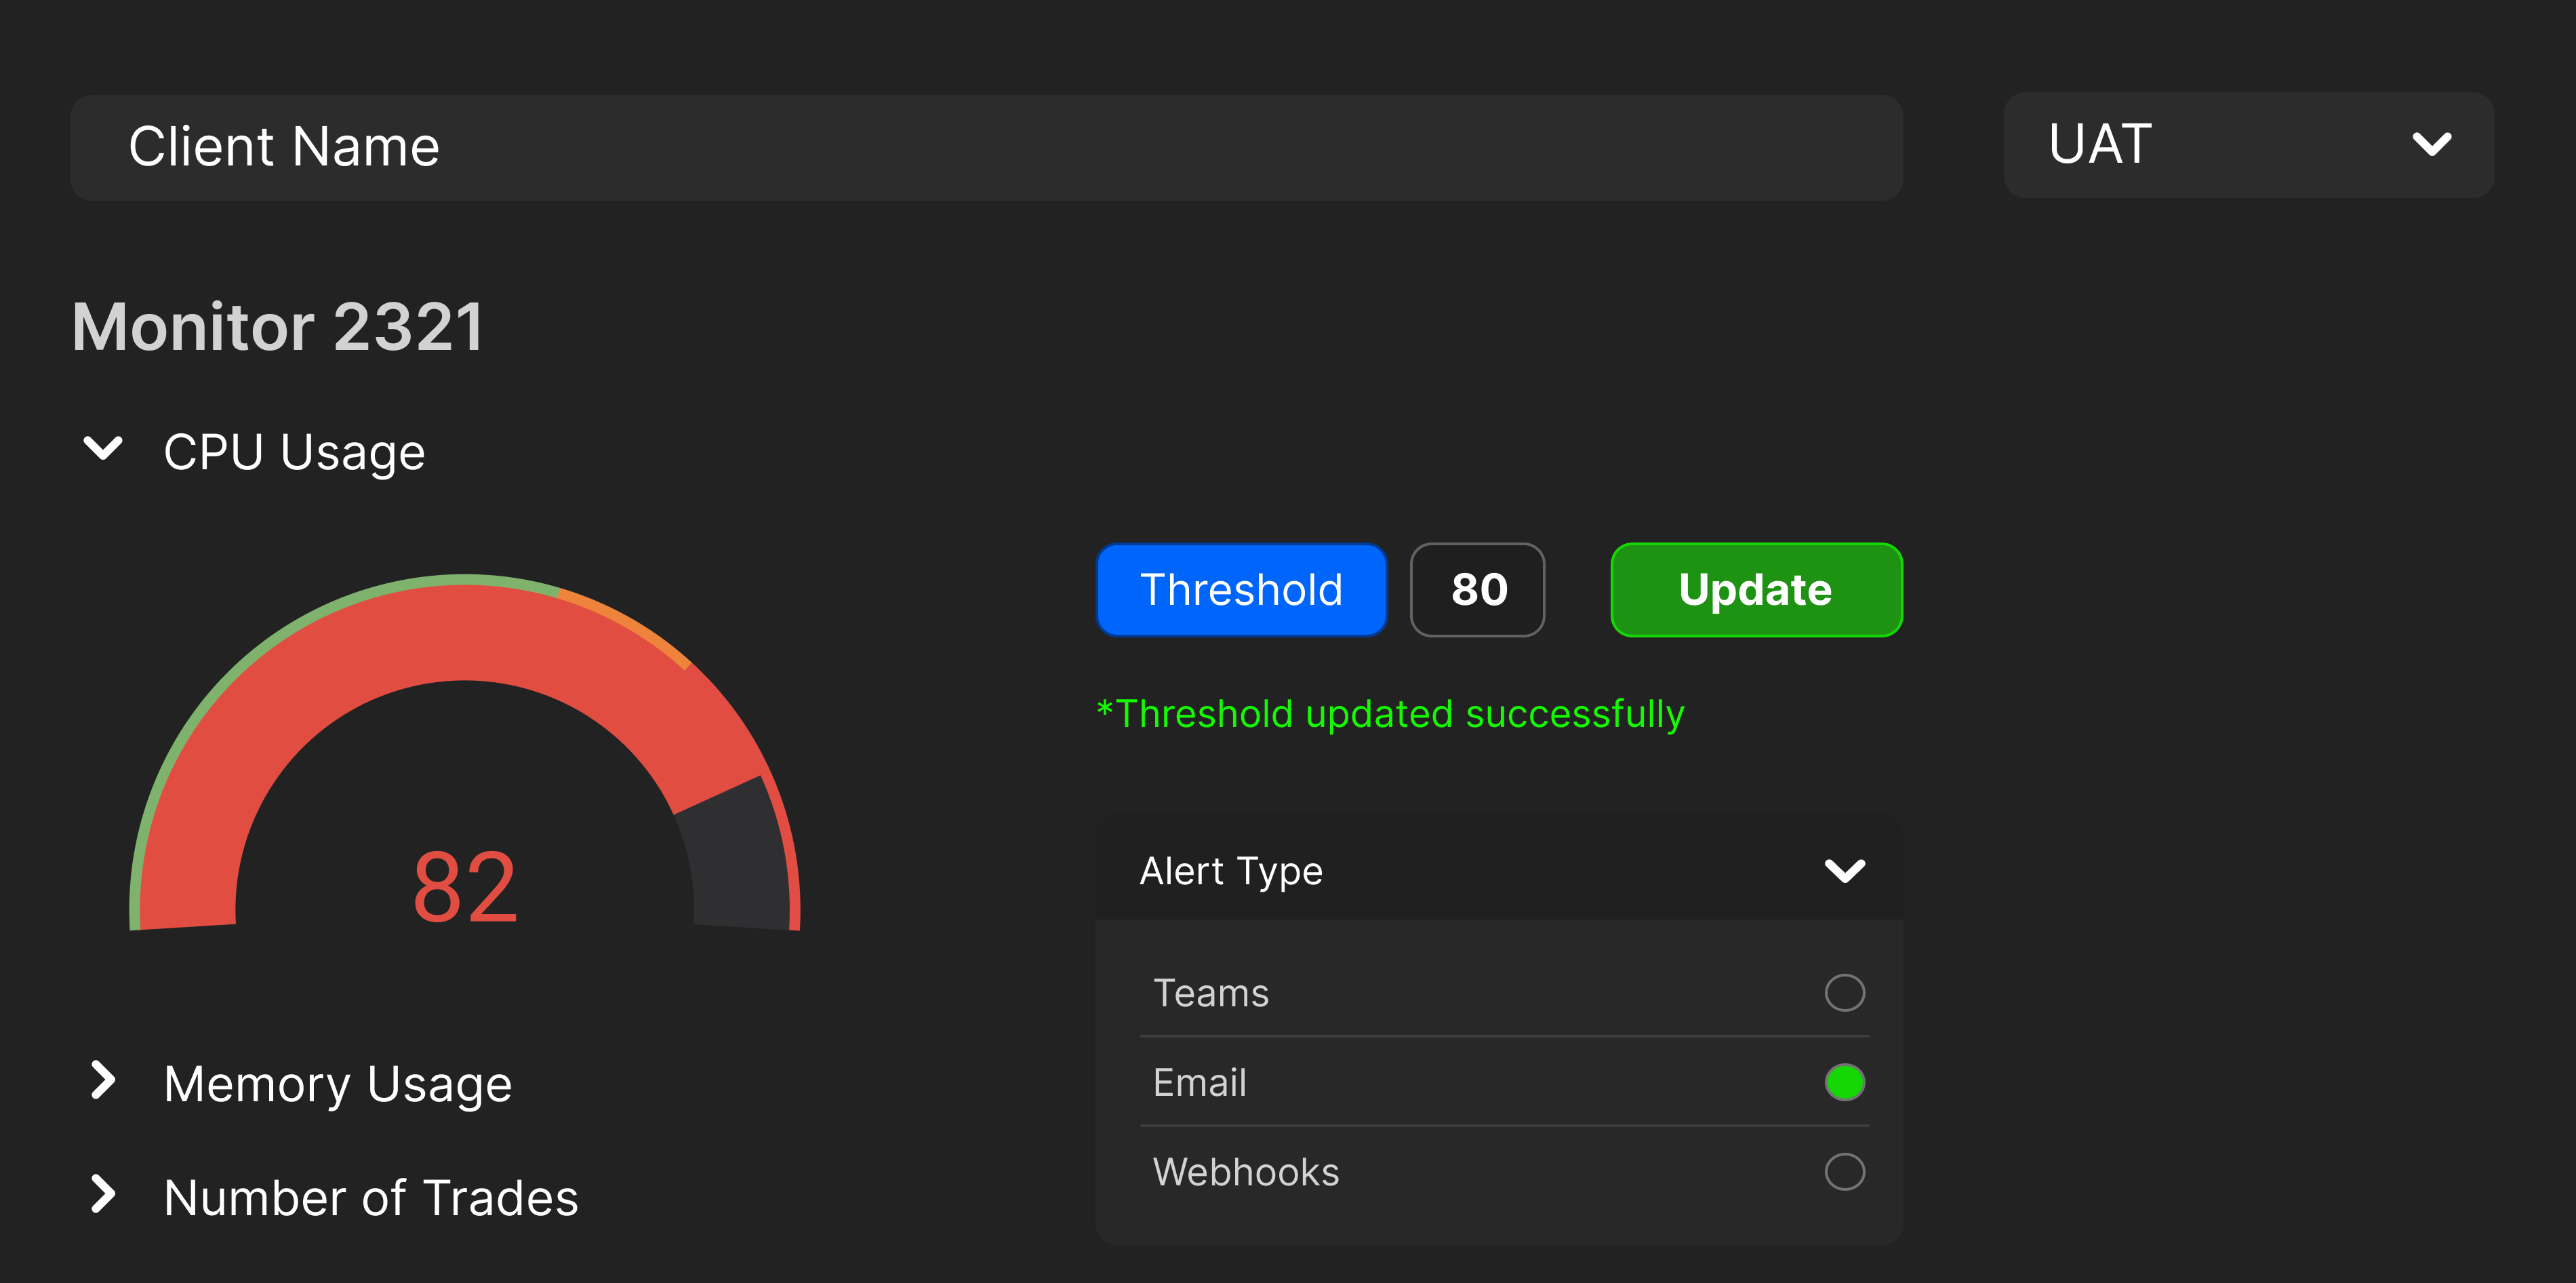 Client Name
UAT
Monitor 2321
CPU Usage
Threshold
80
Update
*Threshold updated successfully
82
Alert Type
Teams
Email
Webhooks
Memory Usage
Number of Trades